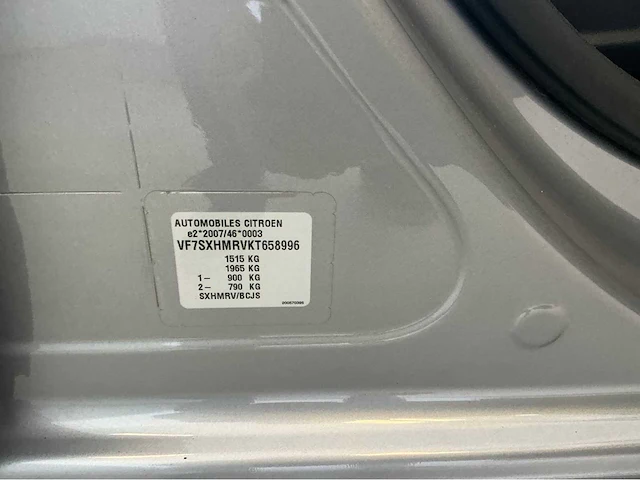 AUTOMOBILES CITROEN
e2*2007/46*0003
VF7SXHMRVKT658996
1515 KG
1965 KG
1– 900 KG
2– 790 KG
SXHMRV/BCJS